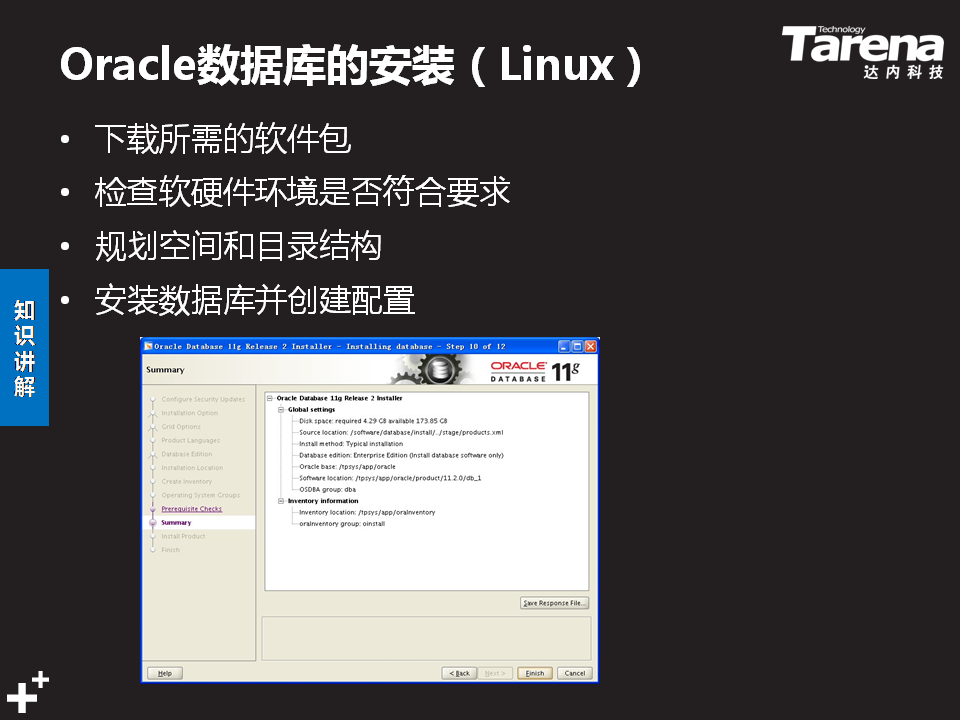 Oracle数据库的安装（Linux）
Technology
Tarena
达内科技
• 下载所需的软件包
• 检查软硬件环境是否符合要求
• 规划空间和目录结构
• 安装数据库并创建配置
知识讲解
Oracle Database 11g Release 2 Installer - Installing database - Step 10 of 12
Summary
ORACLE
DATABASE 11g
Configure Security Updates
Installation Option
Grid Options
Product Languages
Database Edition
Installation Location
Create Inventory
Operating System Groups
Prerequisite Checks
Summary
Install Product
Finish
Oracle Database 11g Release 2 Installer
Global settings
Disk space: required 4.29 GB available 173.85 GB
Source location: /software/database/install/../stage/products.xml
Install method: Typical installation
Database edition: Enterprise Edition (Install database software only)
Oracle base: /tpsys/app/oracle
Software location: /tpsys/app/oracle/product/11.2.0/db_1
OSDBA group: dba
Inventory information
Inventory location: /tpsys/app/oraInventory
oraInventory group: oinstall
Save Response File...
Help
< Back
Next >
Finish
Cancel